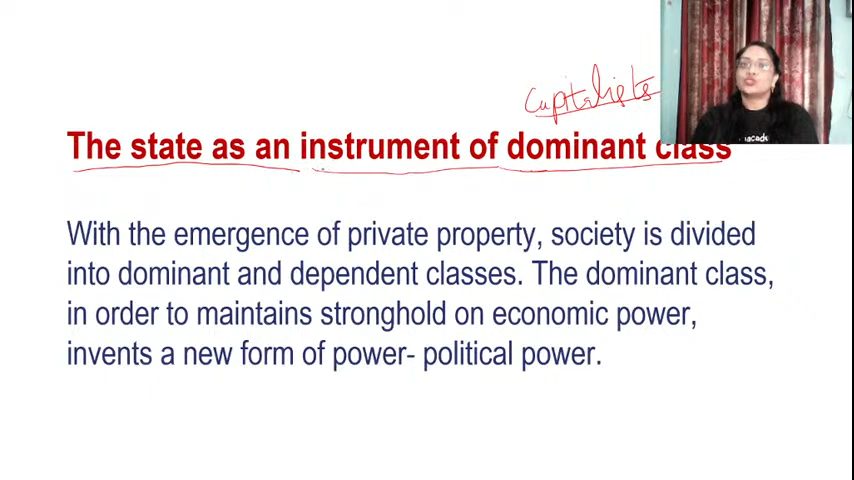 Capitalists
acade
The state as an instrument of dominant class
With the emergence of private property, society is divided
into dominant and dependent classes. The dominant class,
in order to maintains stronghold on economic power,
invents a new form of power- political power.